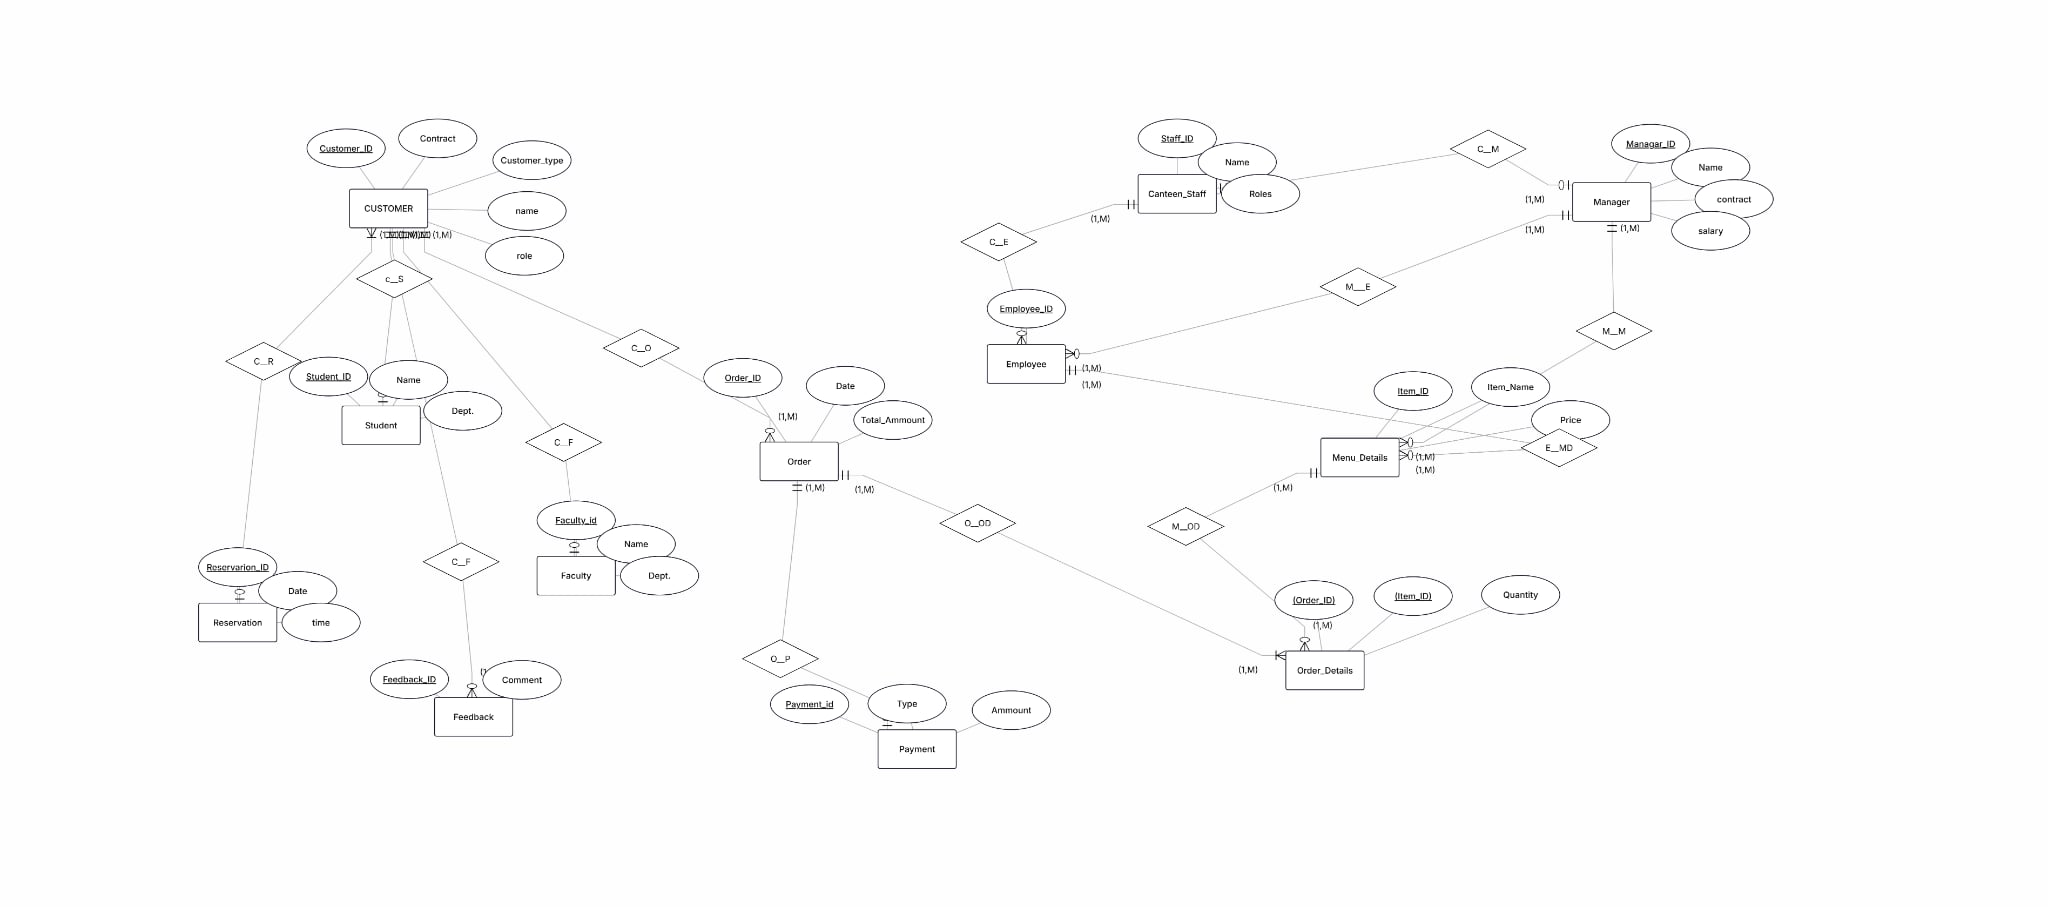 Customer_ID
Contract
Customer_type
CUSTOMER
name
role
(1,M)
c__S
C__R
Student_ID
Name
Dept.
Student
C__F
C__O
Faculty_id
Name
Dept.
Faculty
Reservarion_ID
Date
time
Reservation
C__F
Feedback_ID
Comment
Feedback
Order_ID
Date
Total_Ammount
(1,M)
Order
(1,M)
(1,M)
O__OD
O__P
Payment_id
Type
Ammount
Payment
Staff_ID
Name
Canteen_Staff
Roles
(1,M)
C__M
C__E
Employee_ID
Employee
(1,M)
(1,M)
Managar_ID
Name
contract
salary
Manager
(1,M)
(1,M)
(1,M)
M___E
M__M
Item_ID
Item_Name
Price
E__MD
Menu_Details
(1,M)
(1,M)
(1,M)
M__OD
(Order_ID)
(Item_ID)
Quantity
(1,M)
(1,M)
Order_Details